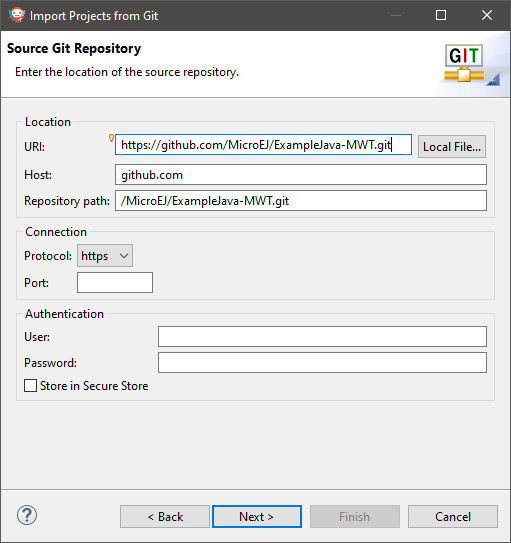 Import Projects from Git
Source Git Repository
Enter the location of the source repository.
GIT
Location
URI: https://github.com/MicroEJ/ExampleJava-MWT.git Local File...
Host: github.com
Repository path: /MicroEJ/ExampleJava-MWT.git
Connection
Protocol: https
Port:
Authentication
User:
Password:
Store in Secure Store
? < Back Next > Finish Cancel